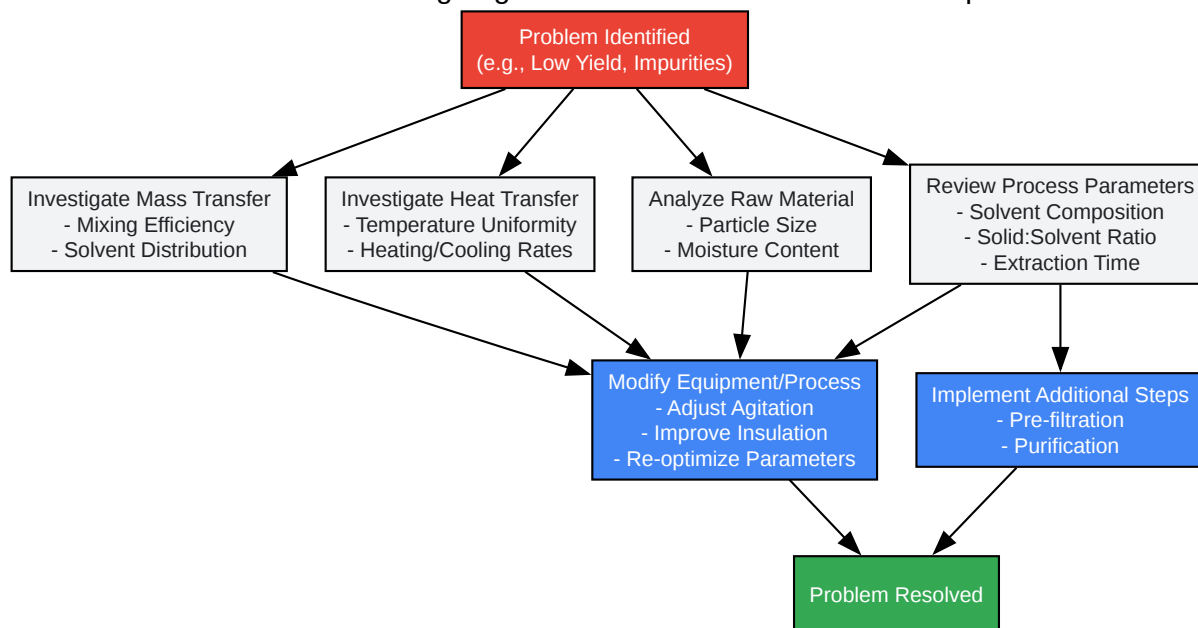 Problem Identified
(e.g., Low Yield, Impurities)
Investigate Mass Transfer
- Mixing Efficiency
- Solvent Distribution
Investigate Heat Transfer
- Temperature Uniformity
- Heating/Cooling Rates
Analyze Raw Material
- Particle Size
- Moisture Content
Review Process Parameters
- Solvent Composition
- Solid:Solvent Ratio
- Extraction Time
Modify Equipment/Process
- Adjust Agitation
- Improve Insulation
- Re-optimize Parameters
Implement Additional Steps
- Pre-filtration
- Purification
Problem Resolved